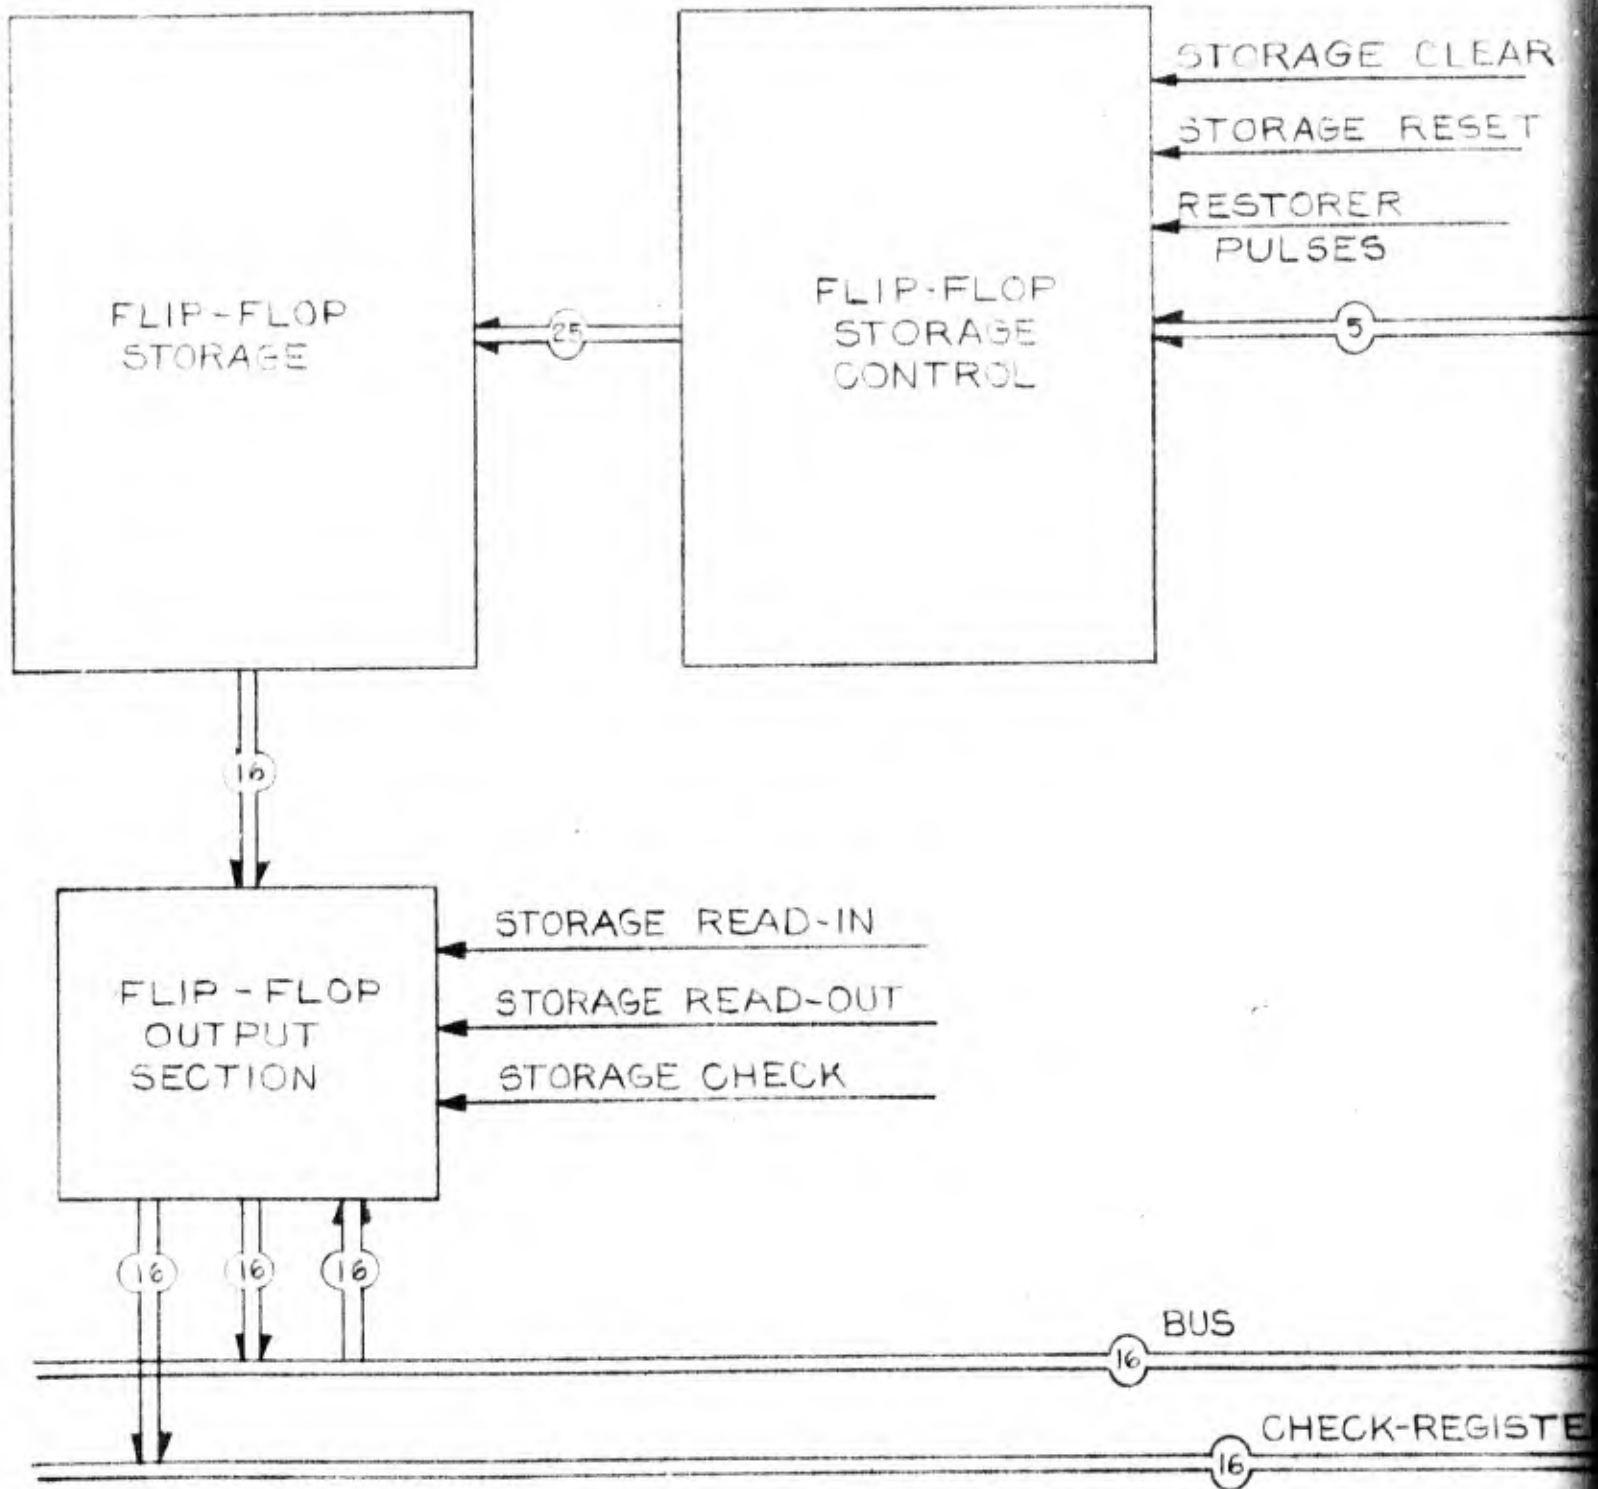 STORAGE CLEAR
STORAGE RESET
RESTORER
PULSES
FLIP-FLOP
STORAGE
25
FLIP-FLOP
STORAGE
CONTROL
5
16
FLIP-FLOP
OUTPUT
SECTION
STORAGE READ-IN
STORAGE READ-OUT
STORAGE CHECK
16
16
16
BUS
16
CHECK-REGISTE
16